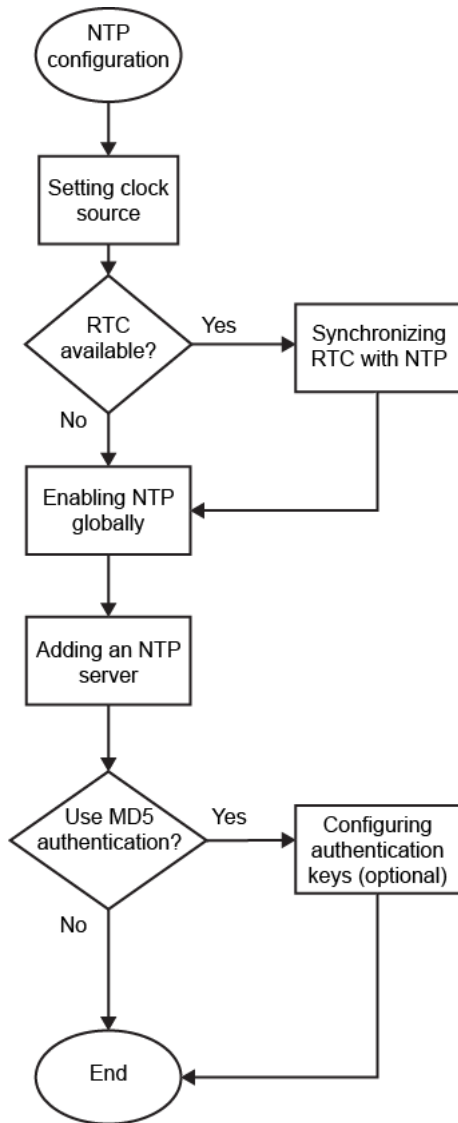 NTP
configuration
Setting clock
source
RTC
available?
Yes
Synchronizing
RTC with NTP
No
Enabling NTP
globally
Adding an NTP
server
Use MD5
authentication?
Yes
Configuring
authentication
keys (optional)
No
End